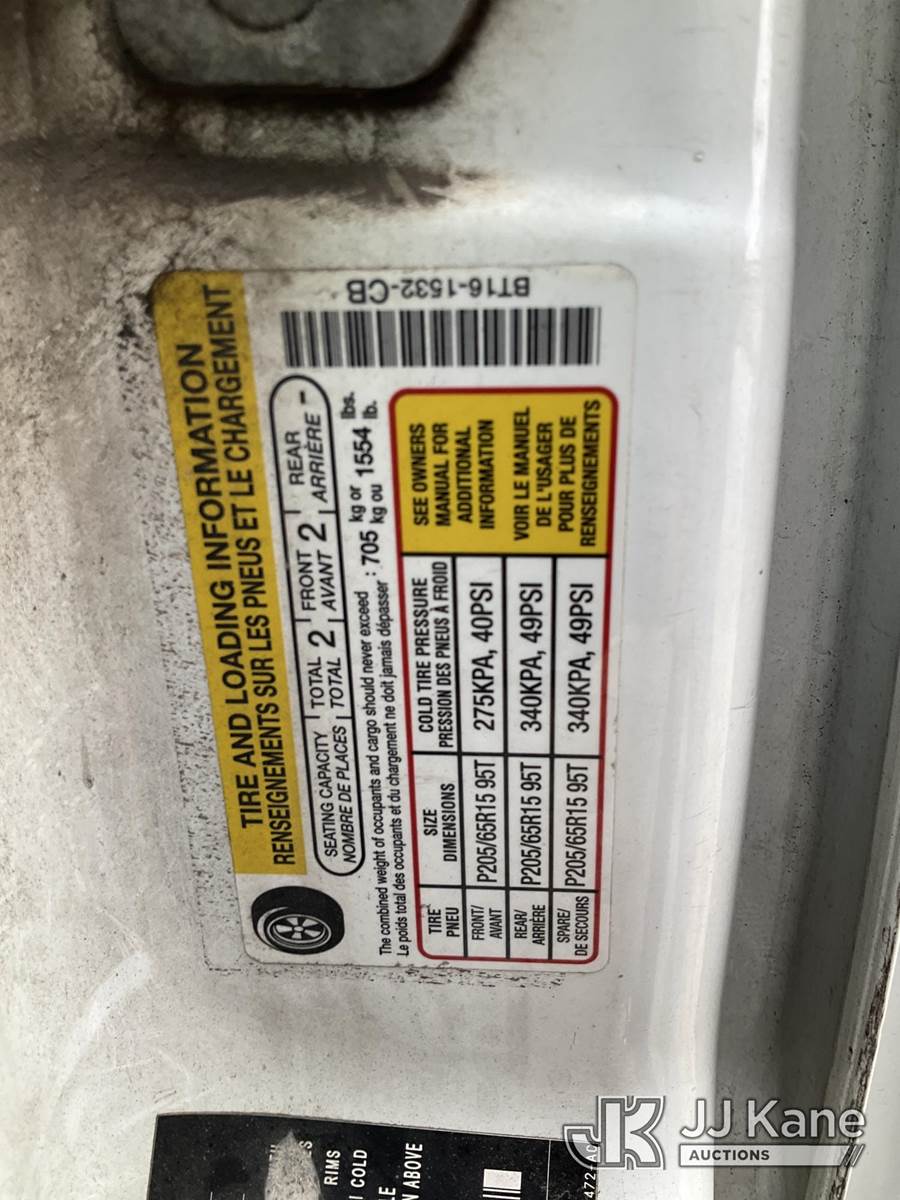 TIRE AND LOADING INFORMATION
RENSEIGNEMENTS SUR LES PNEUS ET LE CHARGEMENT
SEATING CAPACITY TOTAL 2 FRONT 2 REAR -
NOMBRE DE PLACES TOTAL AVANT ARRIÈRE
The combined weight of occupants and cargo should never exceed : 705 kg or 1554 lbs.
Le poids total des occupants et du chargement ne doit jamais dépasser kg ou lb.
TIRE SIZE COLD TIRE PRESSURE
PNEU DIMENSIONS PRESSION DES PNEUS À FROID
FRONT/
AVANT P205/65R15 95T 275KPA, 40PSI
REAR/
ARRIÈRE P205/65R15 95T 340KPA, 49PSI
SPARE/
DE SECOURS P205/65R15 95T 340KPA, 49PSI
SEE OWNERS
MANUAL FOR
ADDITIONAL
INFORMATION
VOIR LE MANUEL
DE L'USAGER
POUR PLUS DE
RENSEIGNEMENTS
BT16-1532-CB
RIMS
COLD
ABOVE
JK JJ Kane
AUCTIONS